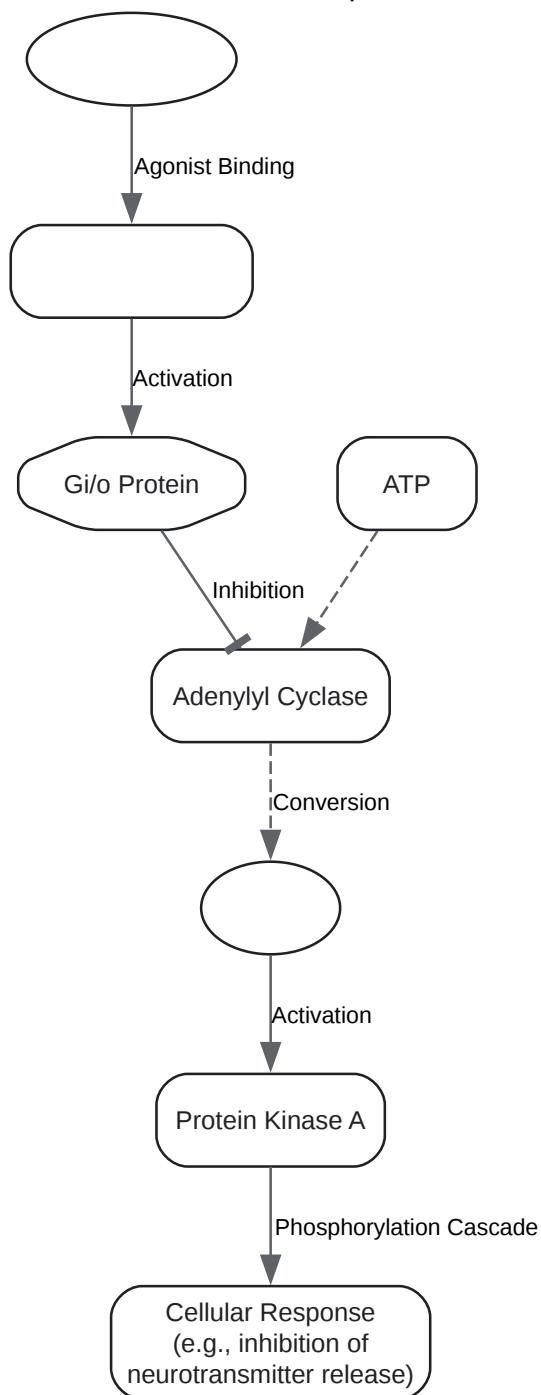 Agonist Binding
Activation
Gi/o Protein
ATP
Inhibition
Adenylyl Cyclase
Conversion
Activation
Protein Kinase A
Phosphorylation Cascade
Cellular Response
(e.g., inhibition of
neurotransmitter release)